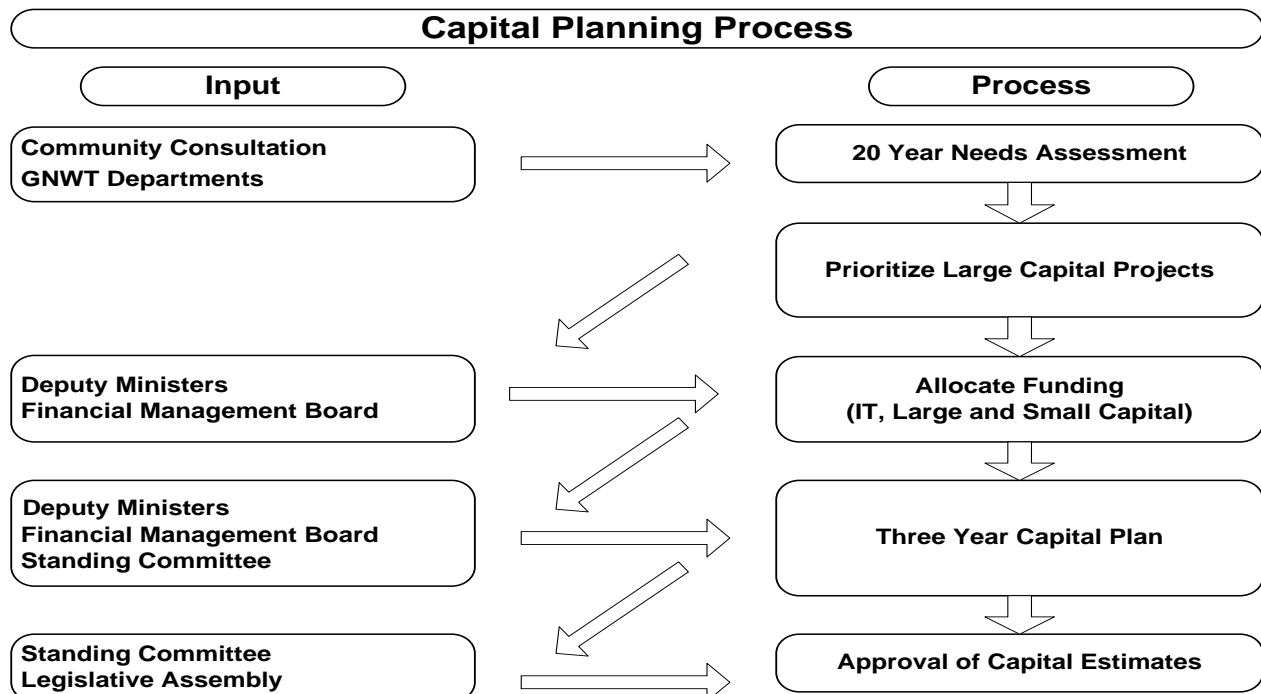 Capital Planning Process
Input
Process
Community Consultation
GNWT Departments
20 Year Needs Assessment
Prioritize Large Capital Projects
Deputy Ministers
Financial Management Board
Allocate Funding
(IT, Large and Small Capital)
Deputy Ministers
Financial Management Board
Standing Committee
Three Year Capital Plan
Standing Committee
Legislative Assembly
Approval of Capital Estimates